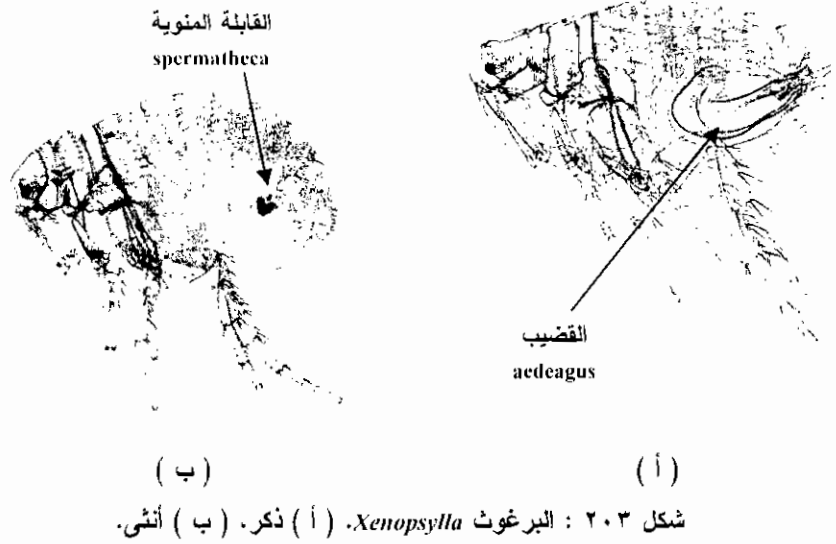 القابلة المنوية
spermatheca
القضيب
aedeagus
( أ )
( ب )
شكل ٢٠٣ : البرغوث Xenopsylla. ( أ ) ذكر. ( ب ) أنثى.